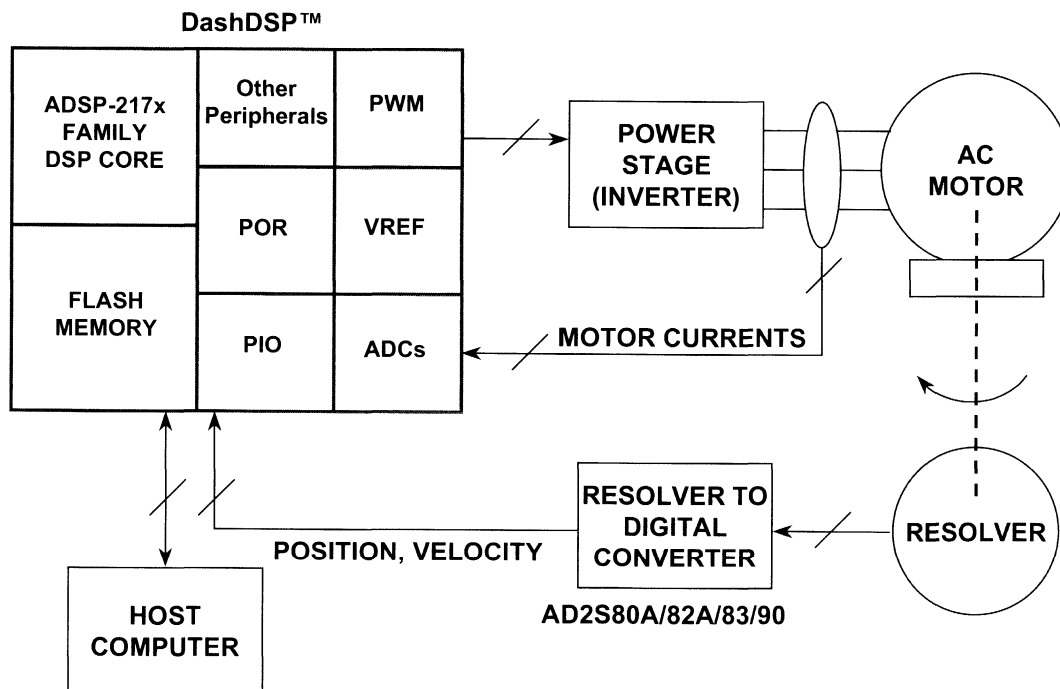 DashDSP™
ADSP-217x
FAMILY
DSP CORE
Other
Peripherals
PWM
POR
VREF
FLASH
MEMORY
PIO
ADCs
POWER
STAGE
(INVERTER)
AC
MOTOR
MOTOR CURRENTS
RESOLVER TO
DIGITAL
CONVERTER
RESOLVER
POSITION, VELOCITY
AD2S80A/82A/83/90
HOST
COMPUTER